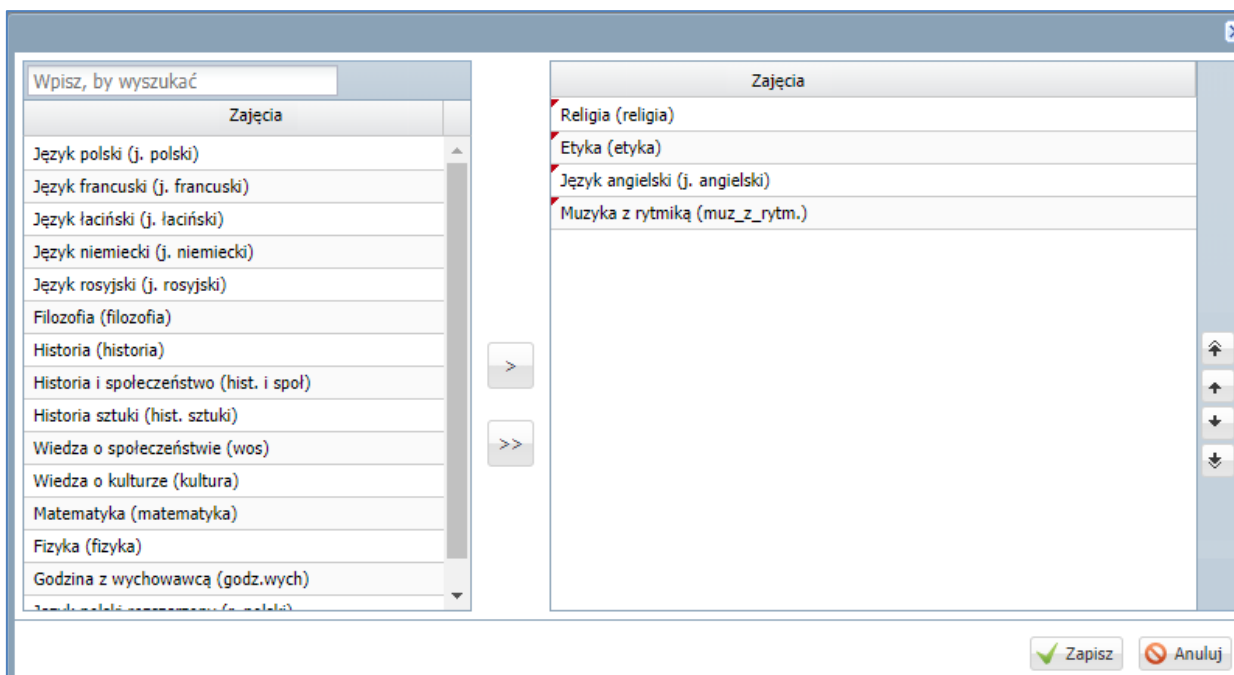 Wpisz, by wyszukać
Zajęcia
Język polski (j. polski)
Język francuski (j. francuski)
Język łaciński (j. łaciński)
Język niemiecki (j. niemiecki)
Język rosyjski (j. rosyjski)
Filozofia (filozofia)
Historia (historia)
Historia i społeczeństwo (hist. i społ)
Historia sztuki (hist. sztuki)
Wiedza o społeczeństwie (wos)
Wiedza o kulturze (kultura)
Matematyka (matematyka)
Fizyka (fizyka)
Godzina z wychowawcą (godz.wych)
>
>>
Zajęcia
Religia (religia)
Etyka (etyka)
Język angielski (j. angielski)
Muzyka z rytmiką (muz_z_rytm.)
Zapisz
Anuluj